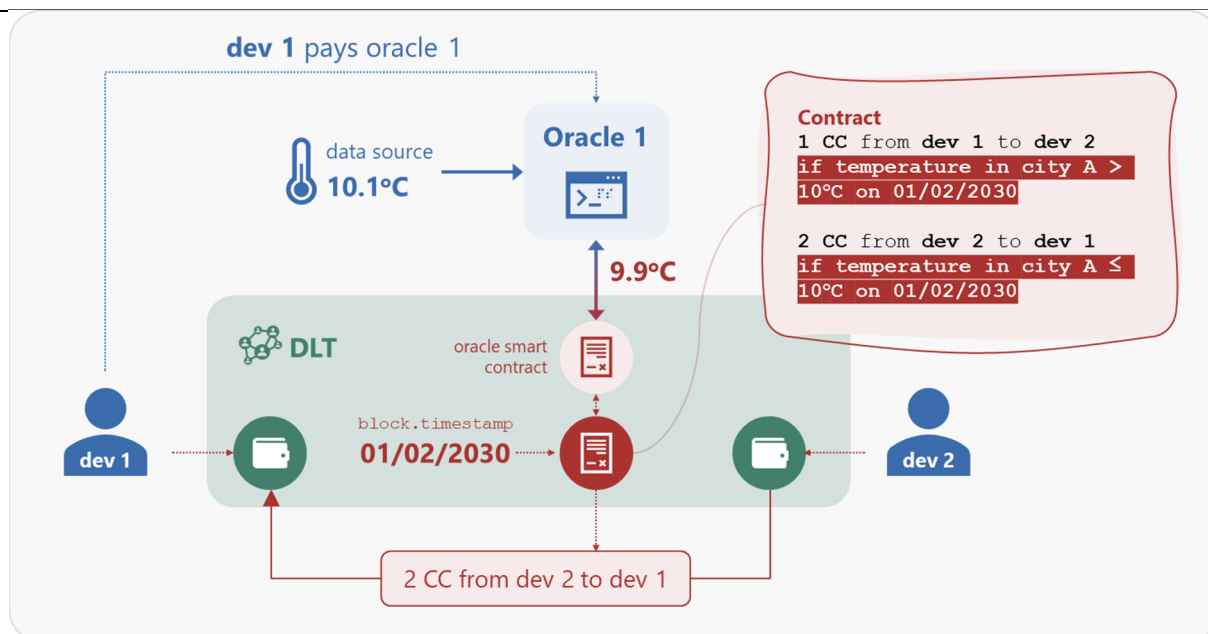 dev 1 pays oracle 1
data source
10.1°C
Oracle 1
Contract
1 CC from dev 1 to dev 2
if temperature in city A >
10°C on 01/02/2030
2 CC from dev 2 to dev 1
if temperature in city A ≤
10°C on 01/02/2030
9.9°C
DLT
oracle smart
contract
block.timestamp
01/02/2030
dev 1
dev 2
2 CC from dev 2 to dev 1